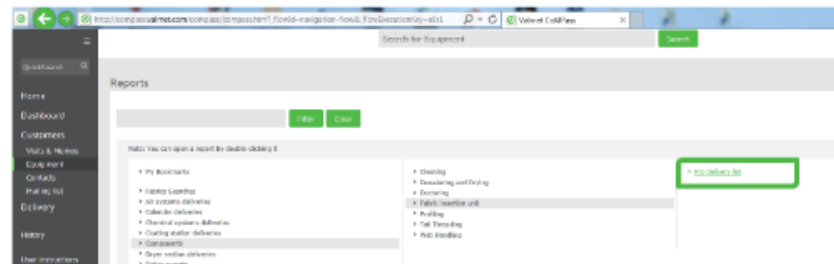 http://compass.valmet.com/compass/compass.htm?_flowId=navigation-flow&_flowExecutionKey=e1s1
Valmet CoMPass
Search for Equipment
Search
QuickSearch
Reports
Home
Dashboard
Filter
Clear
Customers
Visits & Memos
Note: You can open a report by double clicking it
Equipment
Contacts
Mailing list
Delivery
History
User Instructions
My Bookmarks
Fabrics Searches
Air systems deliveries
Calender deliveries
Chemical systems deliveries
Coating station deliveries
Components
Dryer section deliveries
Cleaning
Dewatering and Drying
Doctoring
Fabric insertion unit
Profiling
Tail Threading
Web Handling
delivery list